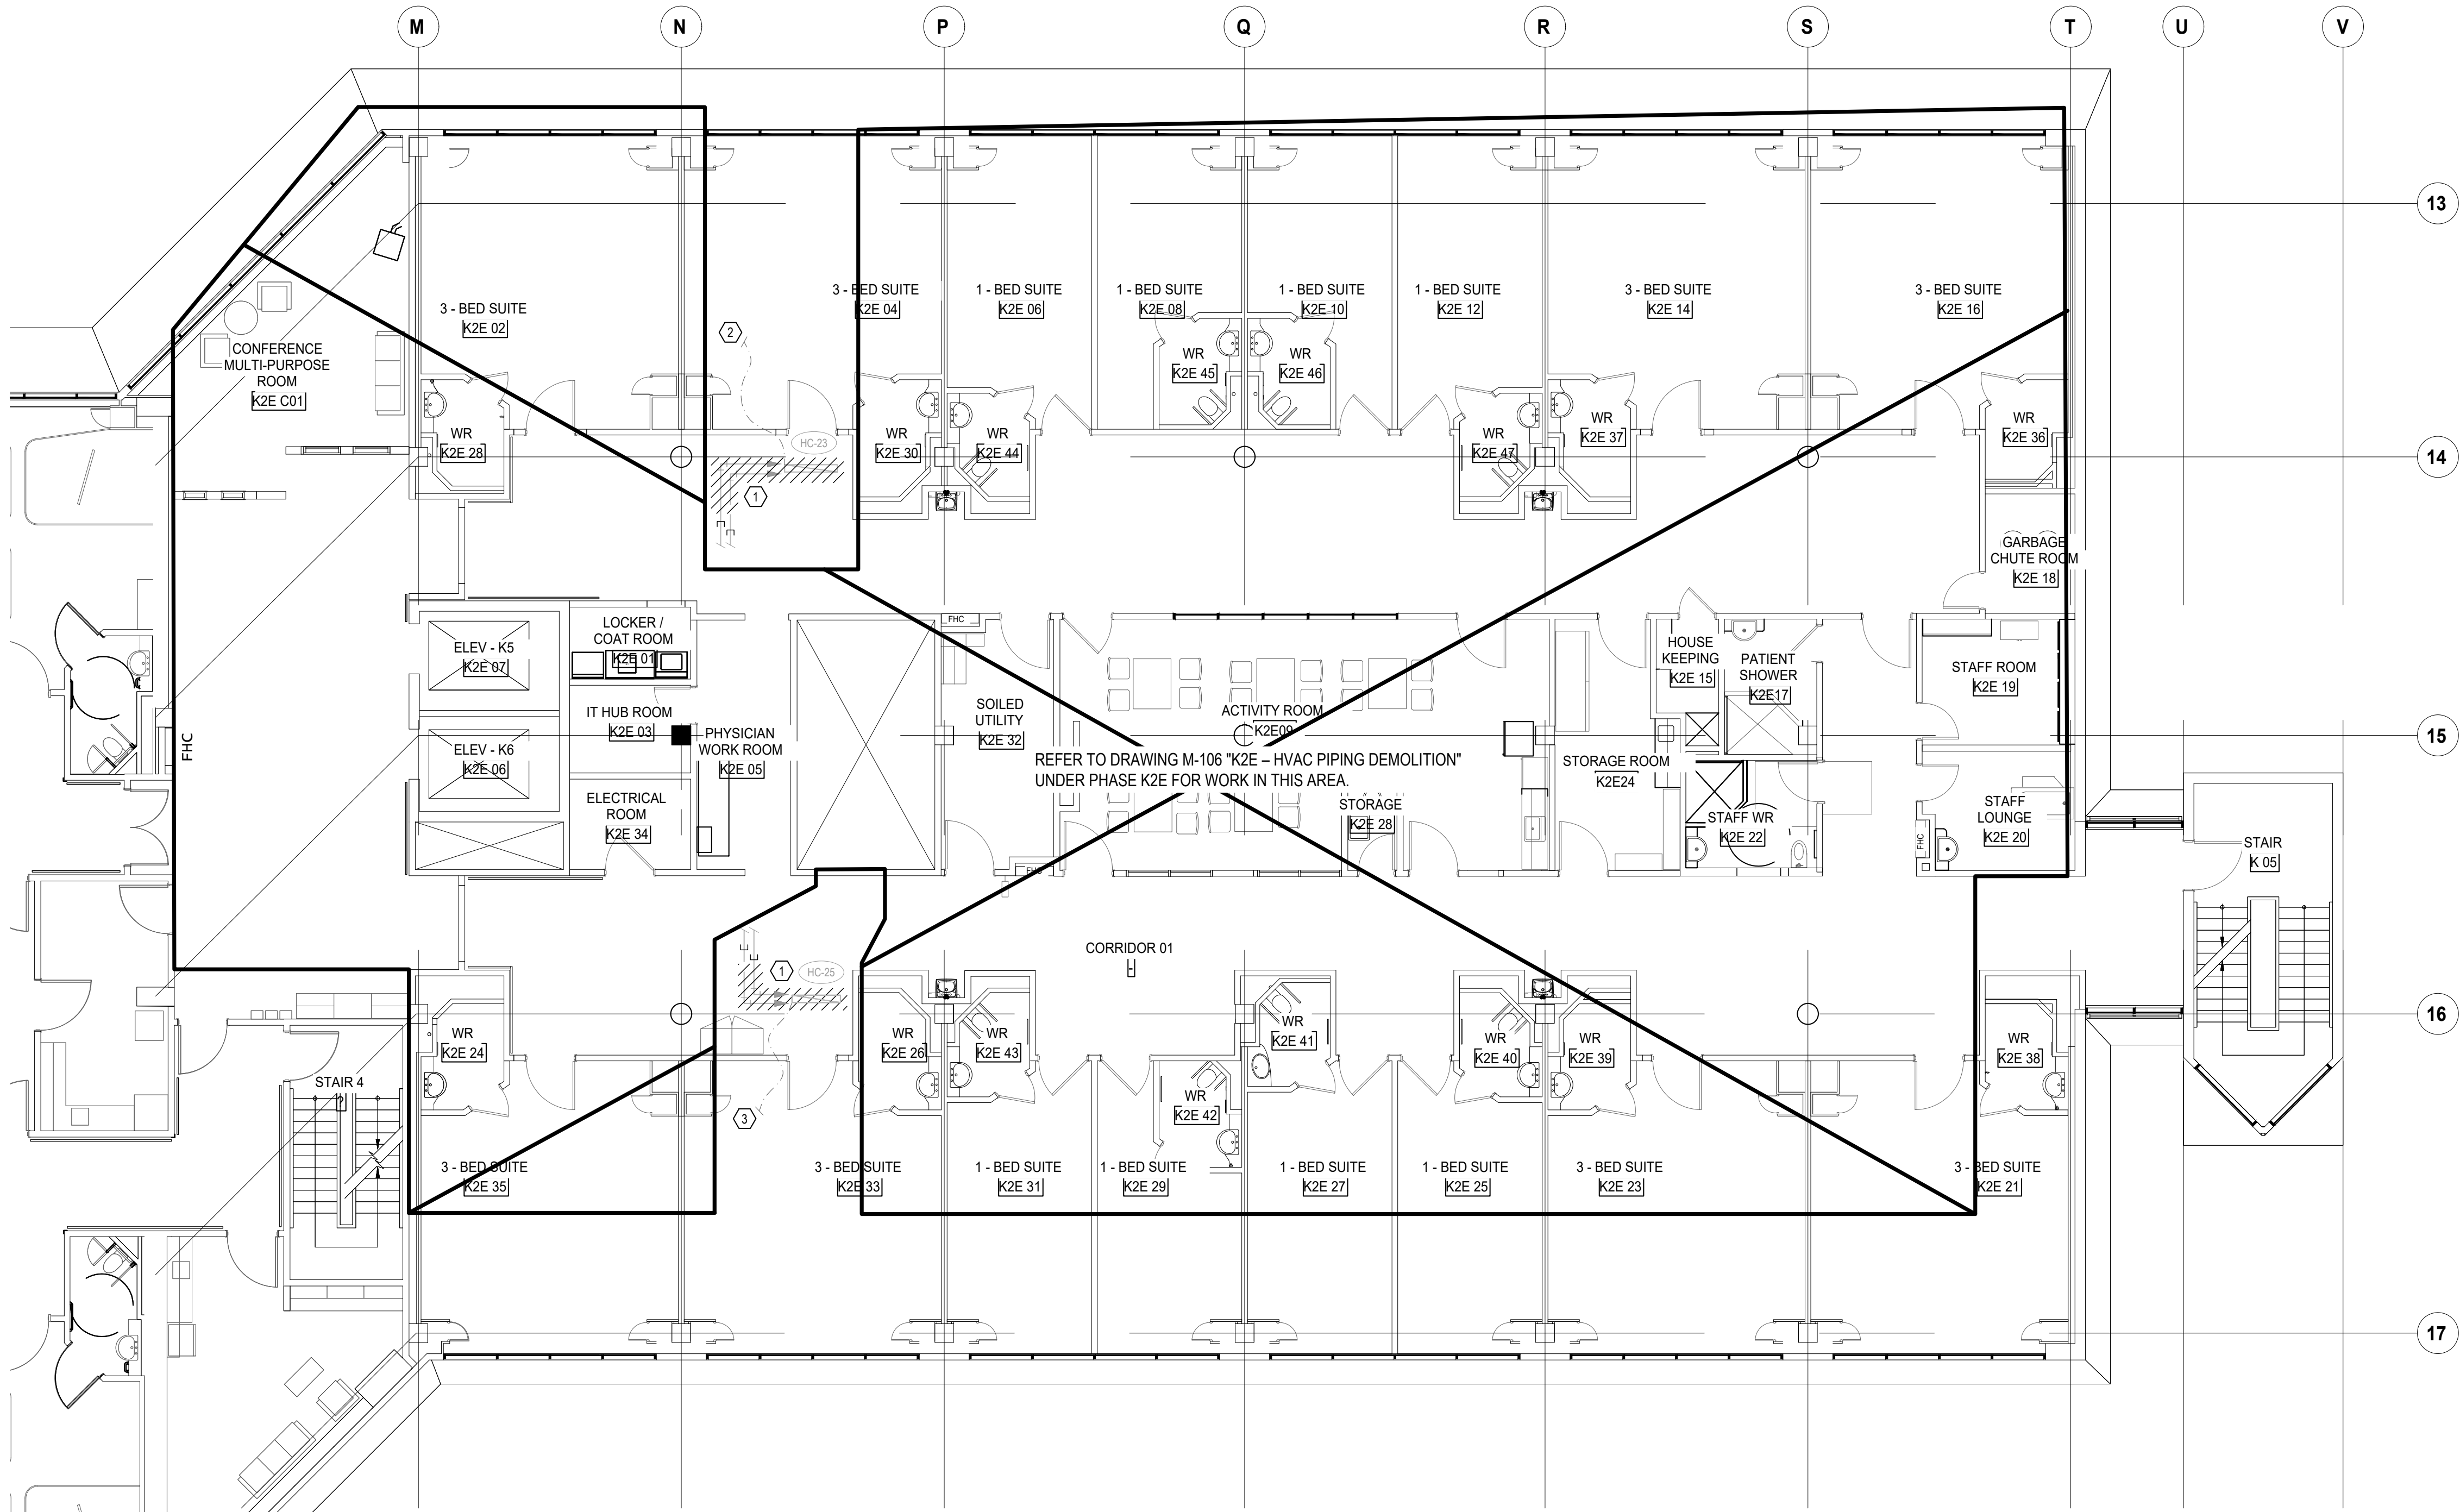 M
N
P
Q
R
S
T
U
V
13
14
15
16
17
3 - BED SUITE
K2E 02
3 - BED SUITE
K2E 04
1 - BED SUITE
K2E 06
1 - BED SUITE
K2E 08
1 - BED SUITE
K2E 10
1 - BED SUITE
K2E 12
3 - BED SUITE
K2E 14
3 - BED SUITE
K2E 16
2
CONFERENCE
MULTI-PURPOSE
ROOM
K2E C01
WR
K2E 45
WR
K2E 46
WR
K2E 28
HC-23
1
WR
K2E 30
WR
K2E 44
WR
K2E 47
WR
K2E 37
WR
K2E 36
GARBAGE
CHUTE ROOM
K2E 18
LOCKER /
COAT ROOM
K2E 01
ELEV - K5
K2E 07
FHC
HOUSE
KEEPING
K2E 15
PATIENT
SHOWER
K2E17
STAFF ROOM
K2E 19
IT HUB ROOM
K2E 03
SOILED
UTILITY
K2E 32
ACTIVITY ROOM
K2E09
FHC
ELEV - K6
K2E 06
PHYSICIAN
WORK ROOM
K2E 05
REFER TO DRAWING M-106 "K2E – HVAC PIPING DEMOLITION"
UNDER PHASE K2E FOR WORK IN THIS AREA.
STORAGE ROOM
K2E24
ELECTRICAL
ROOM
K2E 34
STORAGE
K2E 28
STAFF WR
K2E 22
STAFF
LOUNGE
K2E 20
FHC
STAIR
K 05
FHC
CORRIDOR 01
-
1
HC-25
WR
K2E 24
WR
K2E 26
WR
K2E 43
WR
K2E 41
WR
K2E 40
WR
K2E 39
WR
K2E 38
STAIR 4
?
WR
K2E 42
3
3 - BED SUITE
K2E 35
3 - BED SUITE
K2E 33
1 - BED SUITE
K2E 31
1 - BED SUITE
K2E 29
1 - BED SUITE
K2E 27
1 - BED SUITE
K2E 25
3 - BED SUITE
K2E 23
3 - BED SUITE
K2E 21